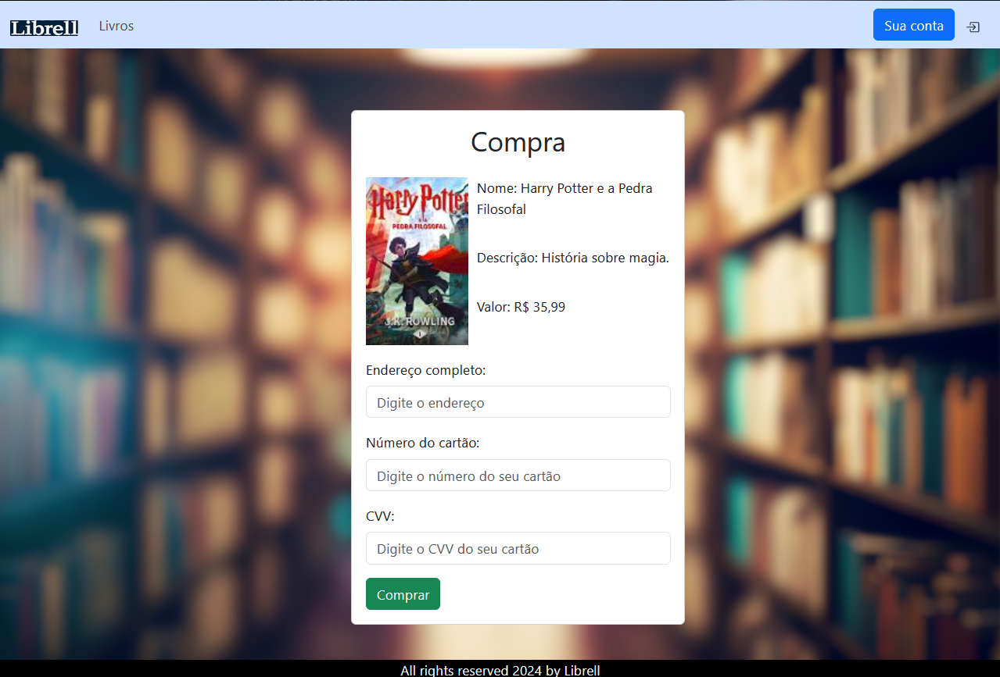 Librell
Livros
Sua conta
Compra
Harry Potter
E A
PEDRA FILOSOFAL
J.K. ROWLING
1
Nome: Harry Potter e a Pedra
Filosofal
Descrição: História sobre magia.
Valor: R$ 35,99
Endereço completo:
Digite o endereço
Número do cartão:
Digite o número do seu cartão
CVV:
Digite o CVV do seu cartão
Comprar
All rights reserved 2024 by Librell